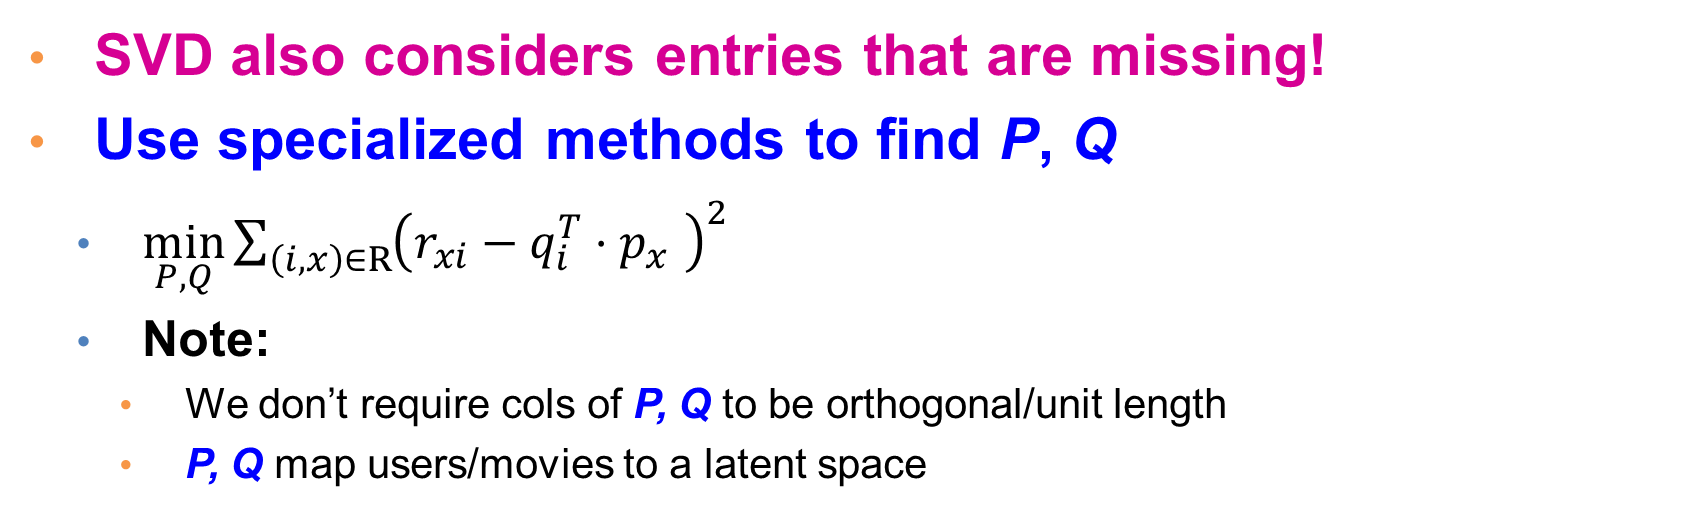 • SVD also considers entries that are missing!
• Use specialized methods to find P, Q
• min_{P,Q} ∑_{(i,x)∈R} (r_{xi} − q_i^T · p_x)^2
• Note:
• We don’t require cols of P, Q to be orthogonal/unit length
• P, Q map users/movies to a latent space